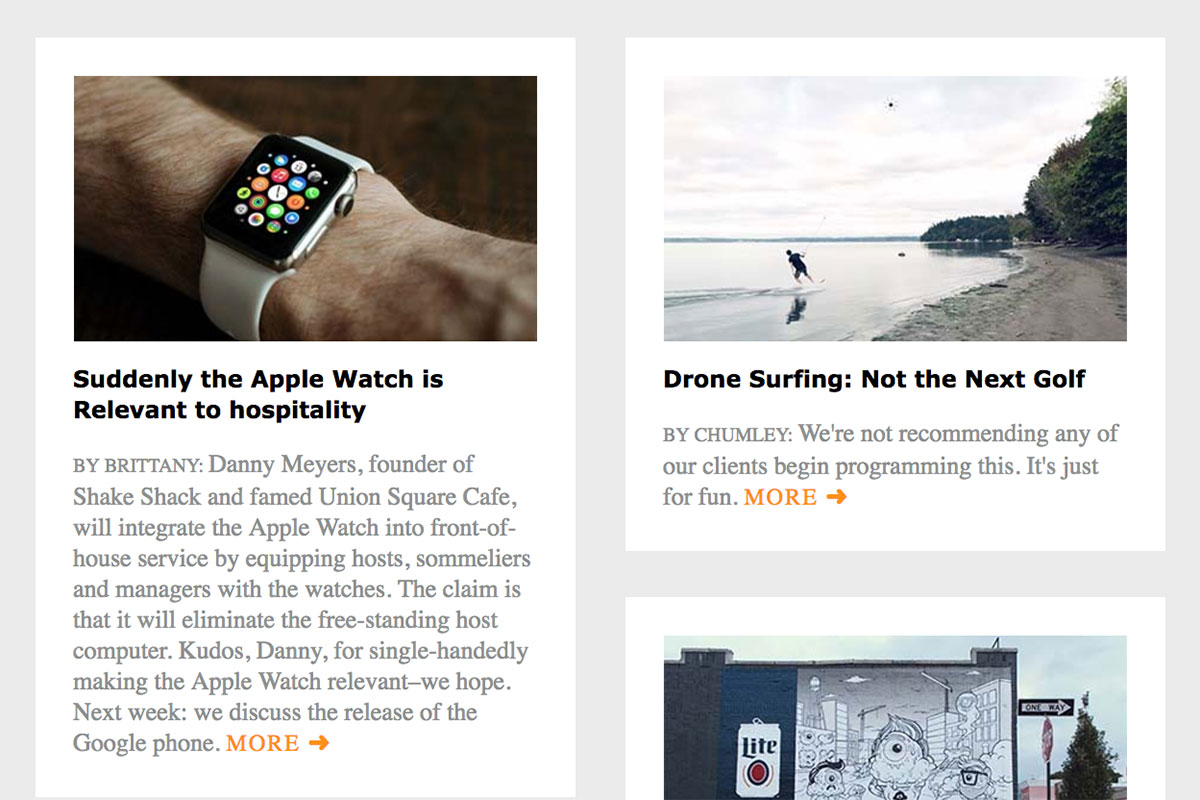 Suddenly the Apple Watch is
Relevant to hospitality
BY BRITTANY: Danny Meyers, founder of
Shake Shack and famed Union Square Cafe,
will integrate the Apple Watch into front-of-
house service by equipping hosts, sommeliers
and managers with the watches. The claim is
that it will eliminate the free-standing host
computer. Kudos, Danny, for single-handedly
making the Apple Watch relevant–we hope.
Next week: we discuss the release of the
Google phone. MORE ➜
Drone Surfing: Not the Next Golf
BY CHUMLEY: We're not recommending any of
our clients begin programming this. It's just
for fun. MORE ➜
ONE WAY
Lite